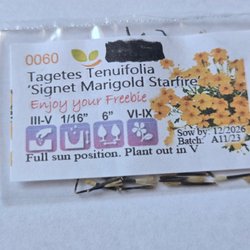 0060
Tagetes Tenuifolia
'Signet Marigold Starfire'
Enjoy your Freebie
III-V 1/16" 6" VI-IX
Sow by: 12/2026
Batch: A11/23
Full sun position. Plant out in V